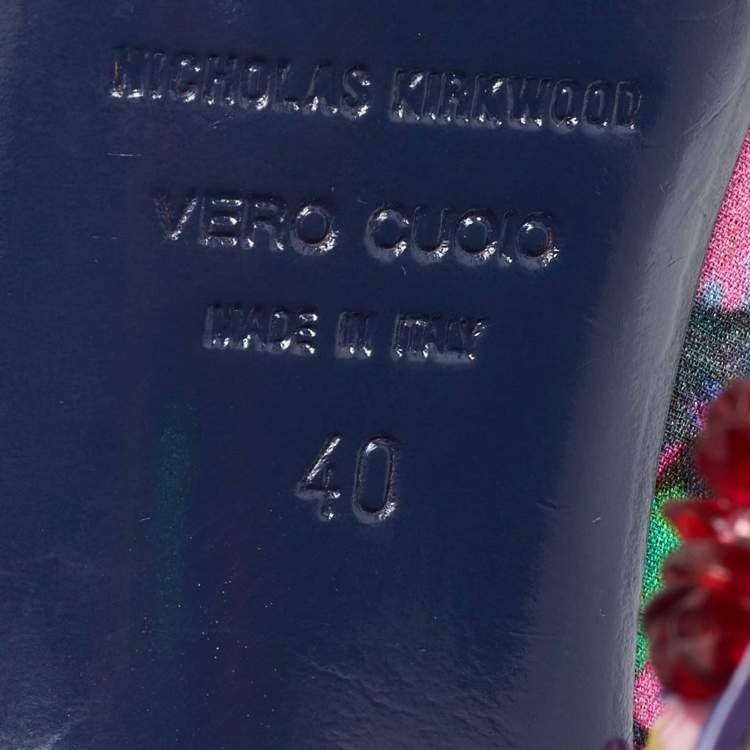 NICHOLAS KIRKWOOD
VERO CUOIO
MADE IN ITALY
40